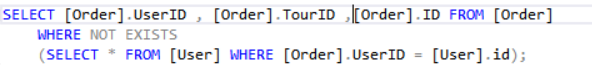 SELECT [Order].UserID , [Order].TourID ,[Order].ID FROM [Order]
WHERE NOT EXISTS
(SELECT * FROM [User] WHERE [Order].UserID = [User].id);